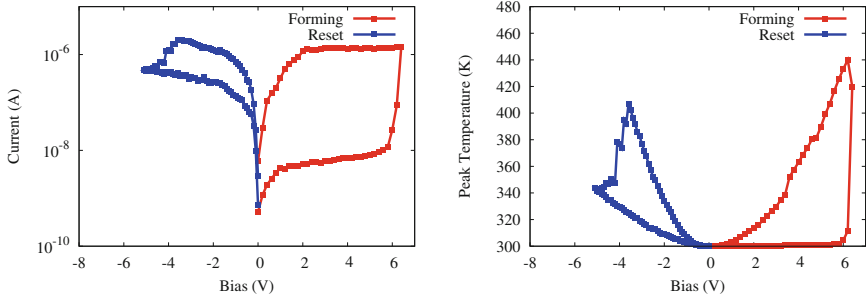 Forming
Reset
Current (A)
10^-6
10^-8
10^-10
-8 -6 -4 -2 0 2 4 6
Bias (V)
Forming
Reset
Peak Temperature (K)
480
460
440
420
400
380
360
340
320
300
-8 -6 -4 -2 0 2 4 6
Bias (V)